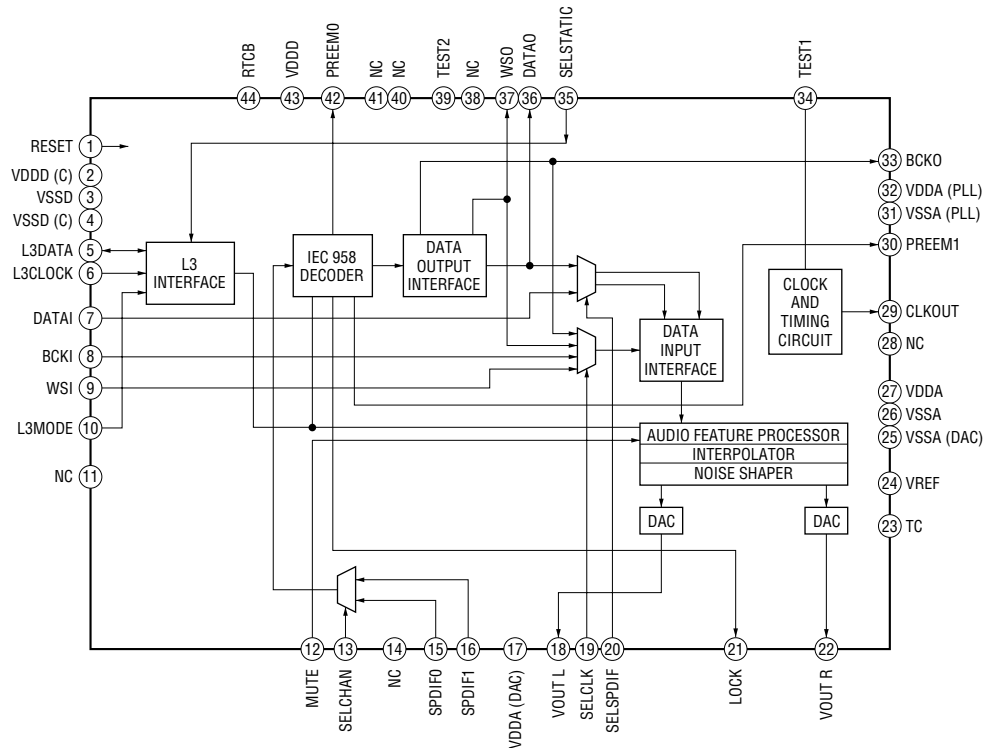 RTCB
VDDD
PREEM0
NC
NC
TEST2
NC
WSO
DATAO
SELSTATIC
TEST1
44
43
42
41
40
39
38
37
36
35
34
RESET 1
VDDD (C) 2
VSSD 3
VSSD (C) 4
L3DATA 5
L3CLOCK 6
DATAI 7
BCKI 8
WSI 9
L3MODE 10
NC 11
L3
INTERFACE
IEC 958
DECODER
DATA
OUTPUT
INTERFACE
DATA
INPUT
INTERFACE
CLOCK
AND
TIMING
CIRCUIT
AUDIO FEATURE PROCESSOR
INTERPOLATOR
NOISE SHAPER
DAC
DAC
33 BCKO
32 VDDA (PLL)
31 VSSA (PLL)
30 PREEM1
29 CLKOUT
28 NC
27 VDDA
26 VSSA
25 VSSA (DAC)
24 VREF
23 TC
12
13
14
15
16
17
18
19
20
21
22
MUTE
SELCHAN
NC
SPDIF0
SPDIF1
VDDA (DAC)
VOUT L
SELCLK
SELSPDIF
LOCK
VOUT R